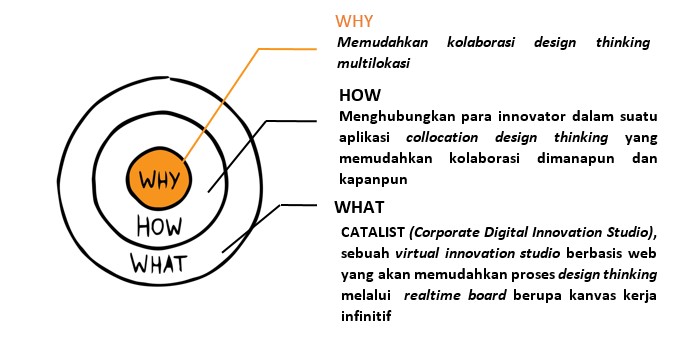 WHY
Memudahkan kolaborasi design thinking
multilokasi
HOW
Menghubungkan para innovator dalam suatu
aplikasi collocation design thinking yang
memudahkan kolaborasi dimanapun dan
kapanpun
WHAT
CATALIST (Corporate Digital Innovation Studio),
sebuah virtual innovation studio berbasis web
yang akan memudahkan proses design thinking
melalui realtime board berupa kanvas kerja
infinitif
WHY
HOW
WHAT